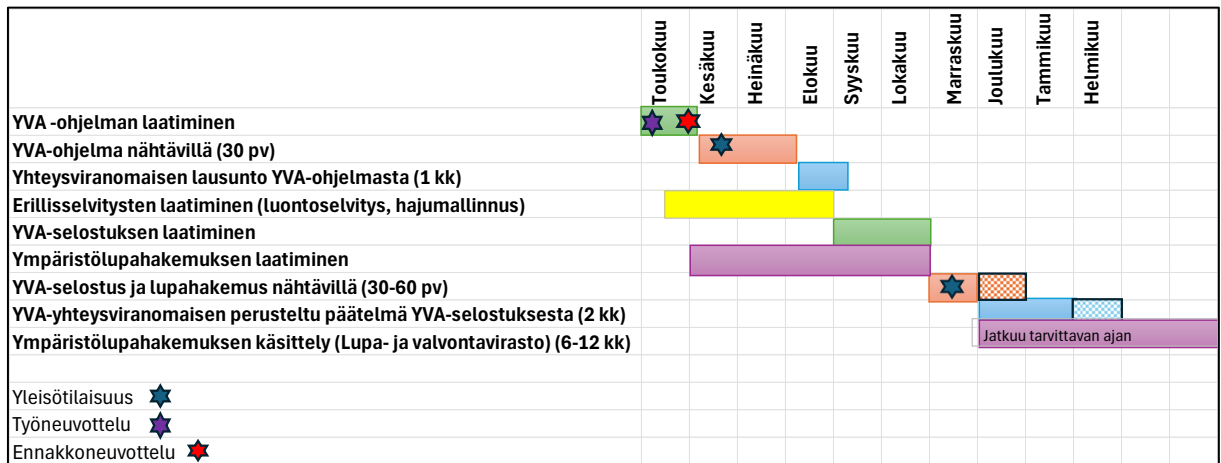 Toukokuu
Kesäkuu
Heinäkuu
Elokuu
Syyskuu
Lokakuu
Marraskuu
Joulukuu
Tammikuu
Helmikuu
YVA -ohjelman laatiminen
YVA-ohjelma nähtävillä (30 pv)
Yhteysviranomaisen lausunto YVA-ohjelmasta (1 kk)
Erillisselvitysten laatiminen (luontoselvitys, hajumallinnus)
YVA-selostuksen laatiminen
Ympäristölupahakemuksen laatiminen
YVA-selostus ja lupahakemus nähtävillä (30-60 pv)
YVA-yhteysviranomaisen perusteltu päätelmä YVA-selostuksesta (2 kk)
Ympäristölupahakemuksen käsittely (Lupa- ja valvontavirasto) (6-12 kk)
Jatkuu tarvittavan ajan
Yleisötilaisuus
Työneuvottelu
Ennakkoneuvottelu